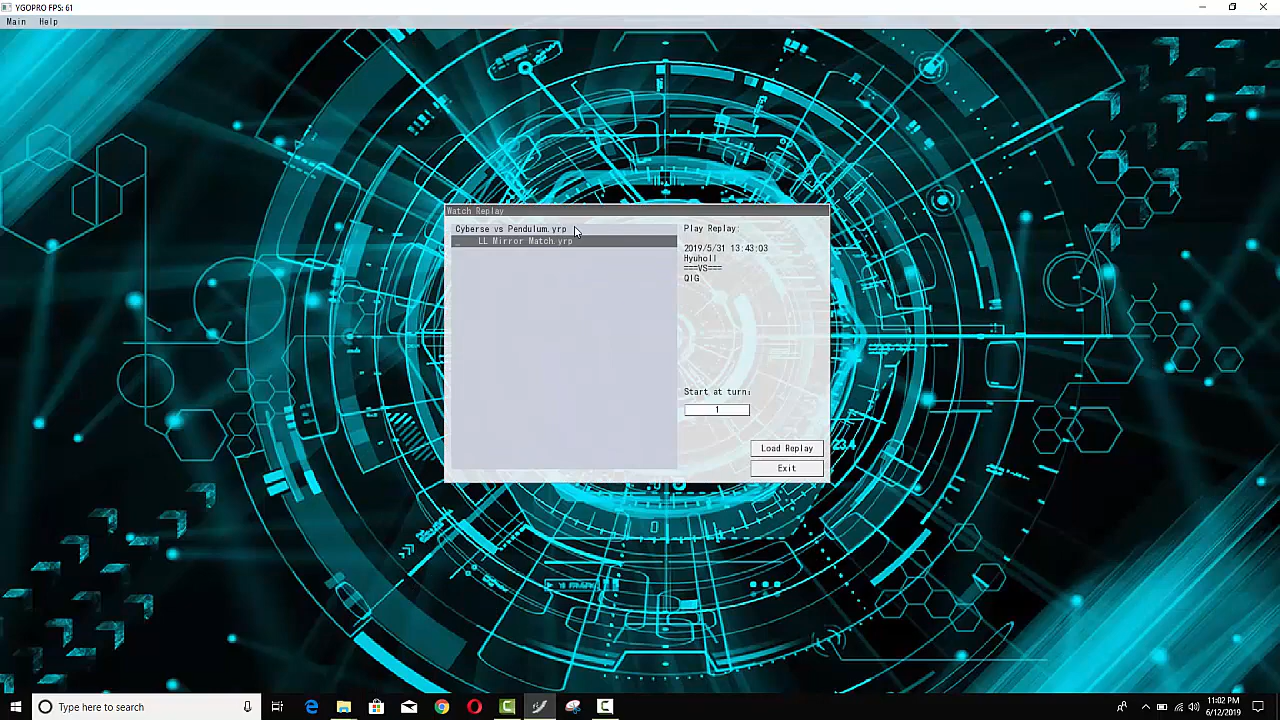 YGOPRO FPS: 61
Main Help
Watch Replay
Cyberse vs Pendulum.yrp
_ LL Mirror Match.yrp
Play Replay:
2019/5/31 13:43:03
Hyuholl
===VS===
QIG
Start at turn:
1
Load Replay
Exit
Type here to search
11:02 PM
6/12/2019